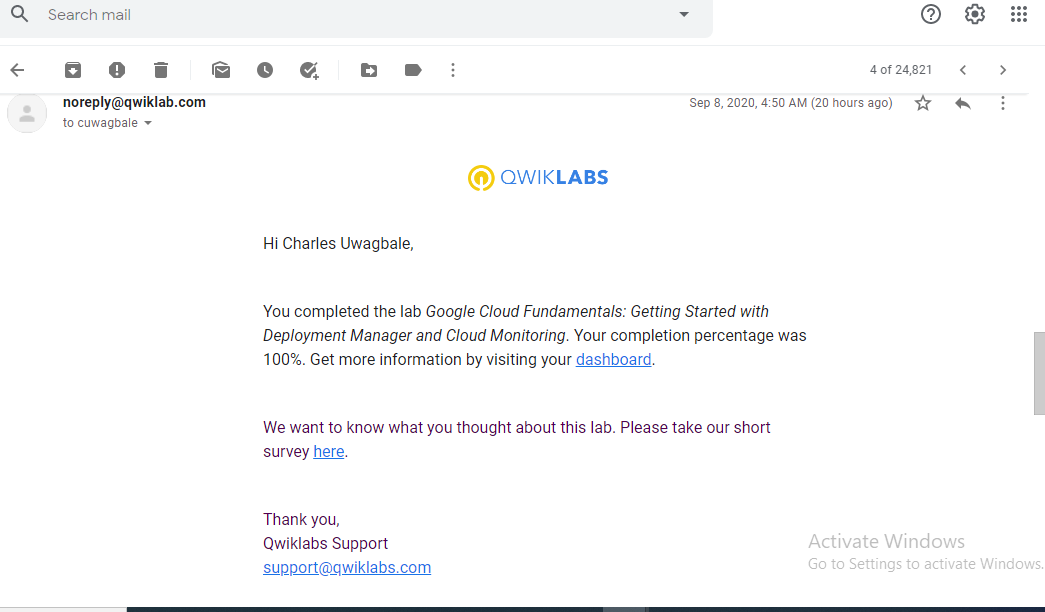 Search mail
4 of 24,821
noreply@qwiklab.com
Sep 8, 2020, 4:50 AM (20 hours ago)
to cuwagbale
QWIKLABS
Hi Charles Uwagbale,
You completed the lab Google Cloud Fundamentals: Getting Started with
Deployment Manager and Cloud Monitoring. Your completion percentage was
100%. Get more information by visiting your dashboard.
We want to know what you thought about this lab. Please take our short
survey here.
Thank you,
Qwiklabs Support
support@qwiklabs.com
Activate Windows
Go to Settings to activate Windows.